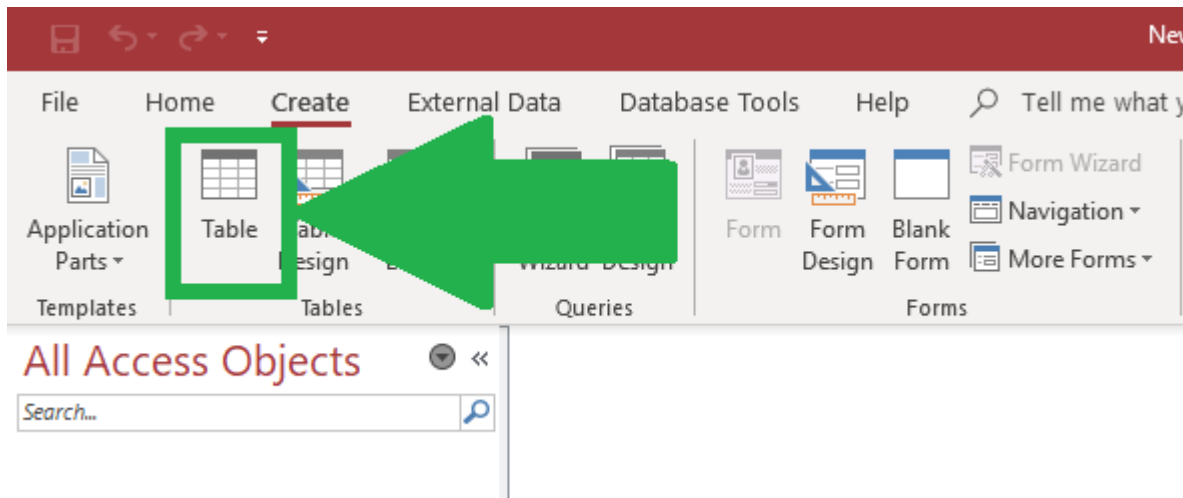 New
File Home Create External Data Database Tools Help Tell me what y
Application Parts
Table
Design
Wizard Design
Form
Form Design
Blank Form
Form Wizard
Navigation
More Forms
Templates Tables Queries Forms
All Access Objects
Search...